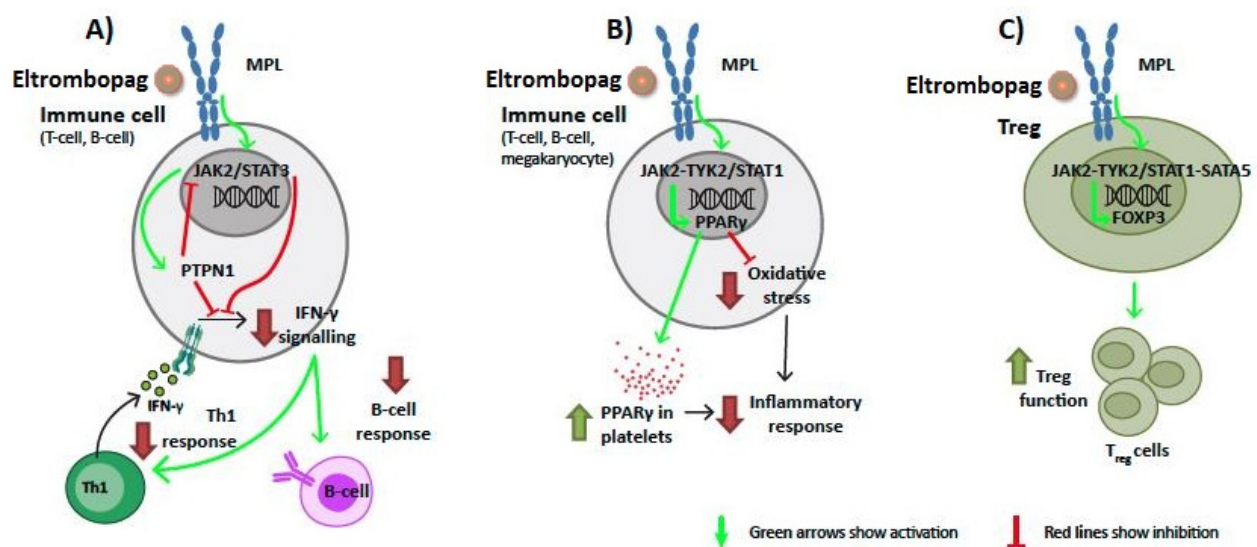 A)
MPL
Eltrombopag
Immune cell
(T-cell, B-cell)
JAK2/STAT3
PTPN1
IFN-γ
signalling
IFN-γ
Th1
response
B-cell
response
Th1
B-cell
B)
MPL
Eltrombopag
Immune cell
(T-cell, B-cell,
megakaryocyte)
JAK2-TYK2/STAT1
PPARγ
Oxidative
stress
PPARγ in
platelets
Inflammatory
response
C)
MPL
Eltrombopag
Treg
JAK2-TYK2/STAT1-SATA5
FOXP3
Treg
function
Treg cells
Green arrows show activation
Red lines show inhibition